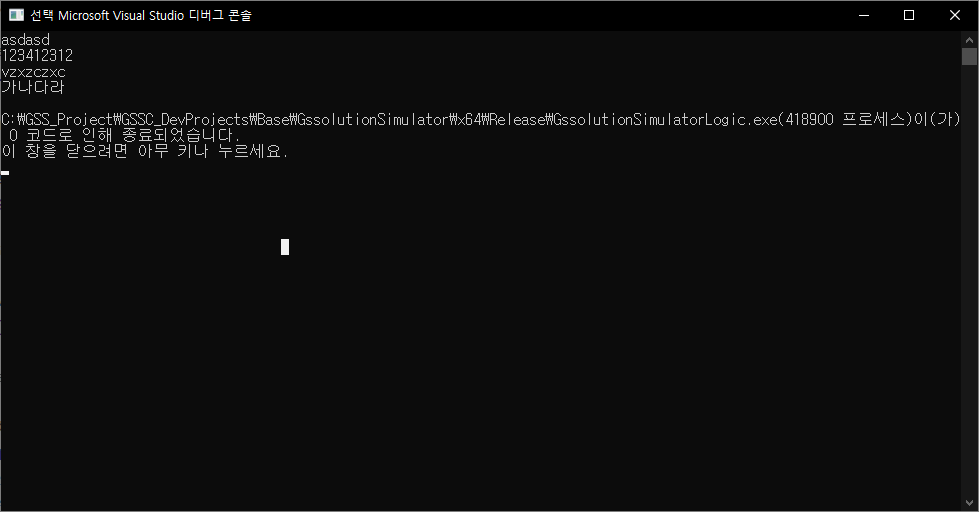 선택 Microsoft Visual Studio 디버그 콘솔
asdasd
123412312
vzxzczxc
가나다라
C:₩GSS_Project₩GSSC_DevProjects₩Base₩GssolutionSimulator₩x64₩Release₩GssolutionSimulatorLogic.exe(418900 프로세스)이(가)
0 코드로 인해 종료되었습니다.
이 창을 닫으려면 아무 키나 누르세요.